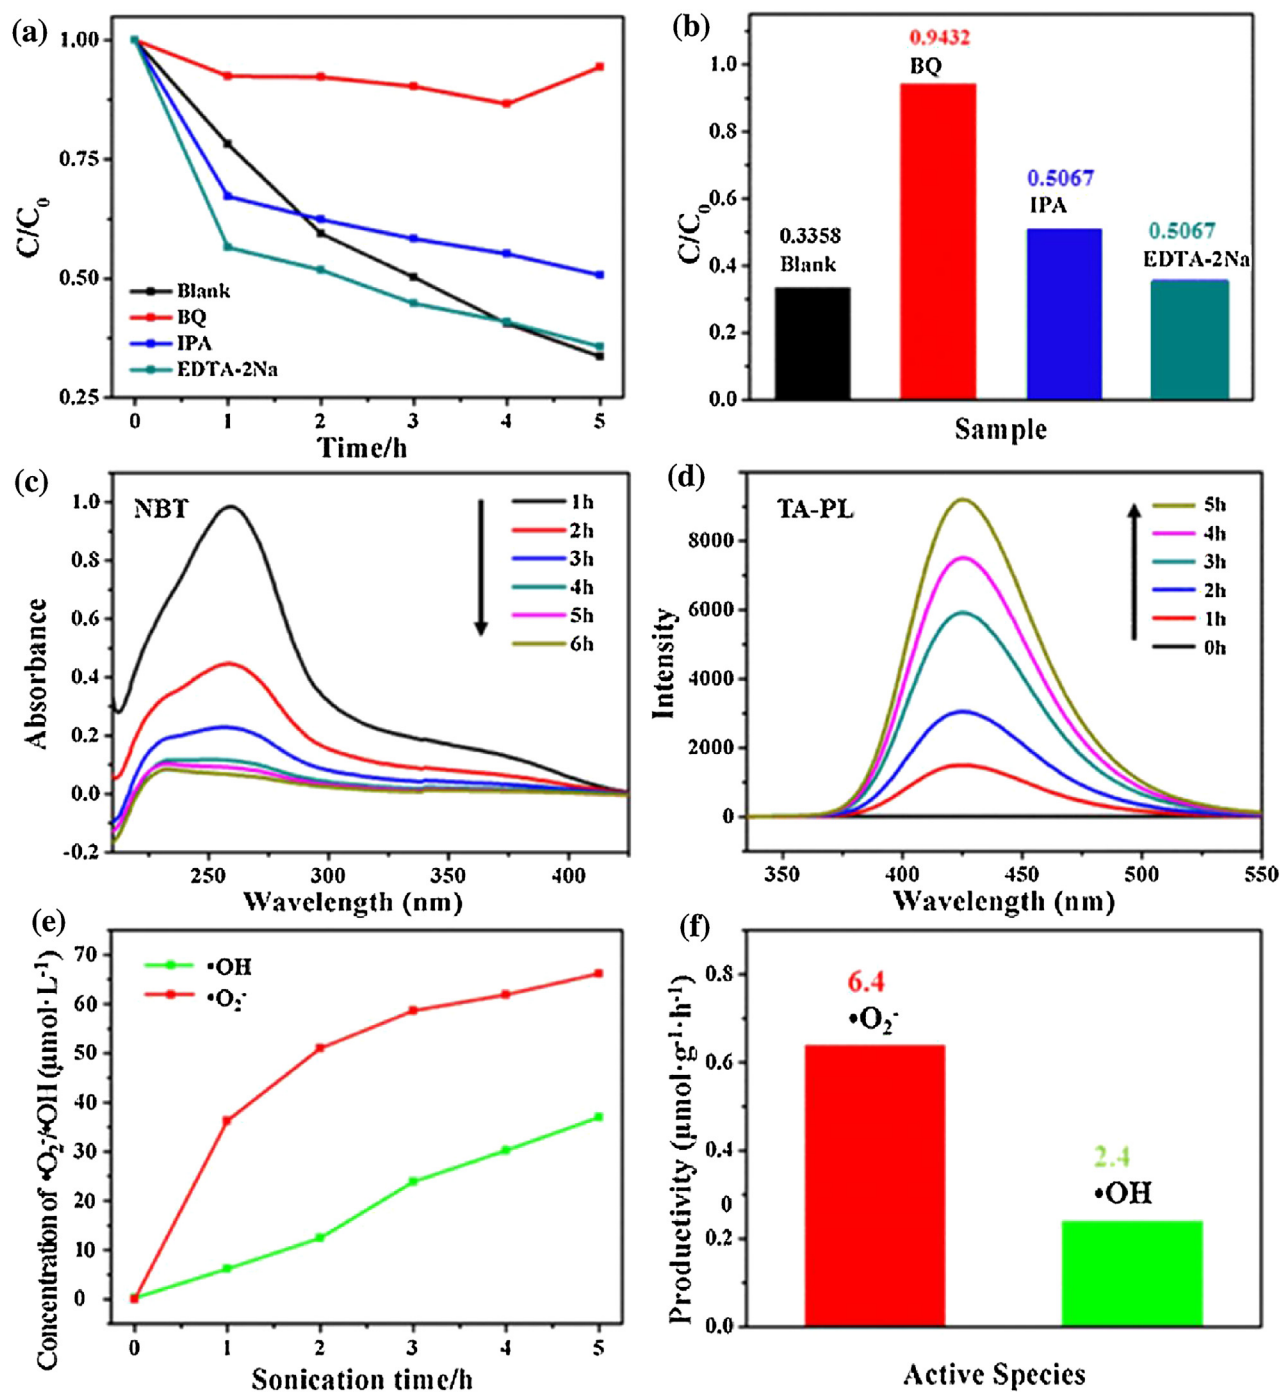 (a)
1.00
0.75
0.50
0.25
C/C₀
Blank
BQ
IPA
EDTA-2Na
0 1 2 3 4 5
Time/h
(b)
1.0
0.8
0.6
0.4
0.2
0.0
C/C₀
0.9432
BQ
0.5067
IPA
0.3358
Blank
0.5067
EDTA-2Na
Sample
(c)
NBT
1.0
0.8
0.6
0.4
0.2
0.0
-0.2
Absorbance
1h
2h
3h
4h
5h
6h
250 300 350 400
Wavelength (nm)
(d)
TA-PL
8000
6000
4000
2000
0
Intensity
5h
4h
3h
2h
1h
0h
350 400 450 500 550
Wavelength (nm)
(e)
70
60
50
40
30
20
10
0
Concentration of •O₂⁻/•OH (μmol·L⁻¹)
•OH
•O₂⁻
0 1 2 3 4 5
Sonication time/h
(f)
0.8
0.6
0.4
0
0.2
0.0
Productivity (μmol·g⁻¹·h⁻¹)
6.4
•O₂⁻
2.4
•OH
Active Species